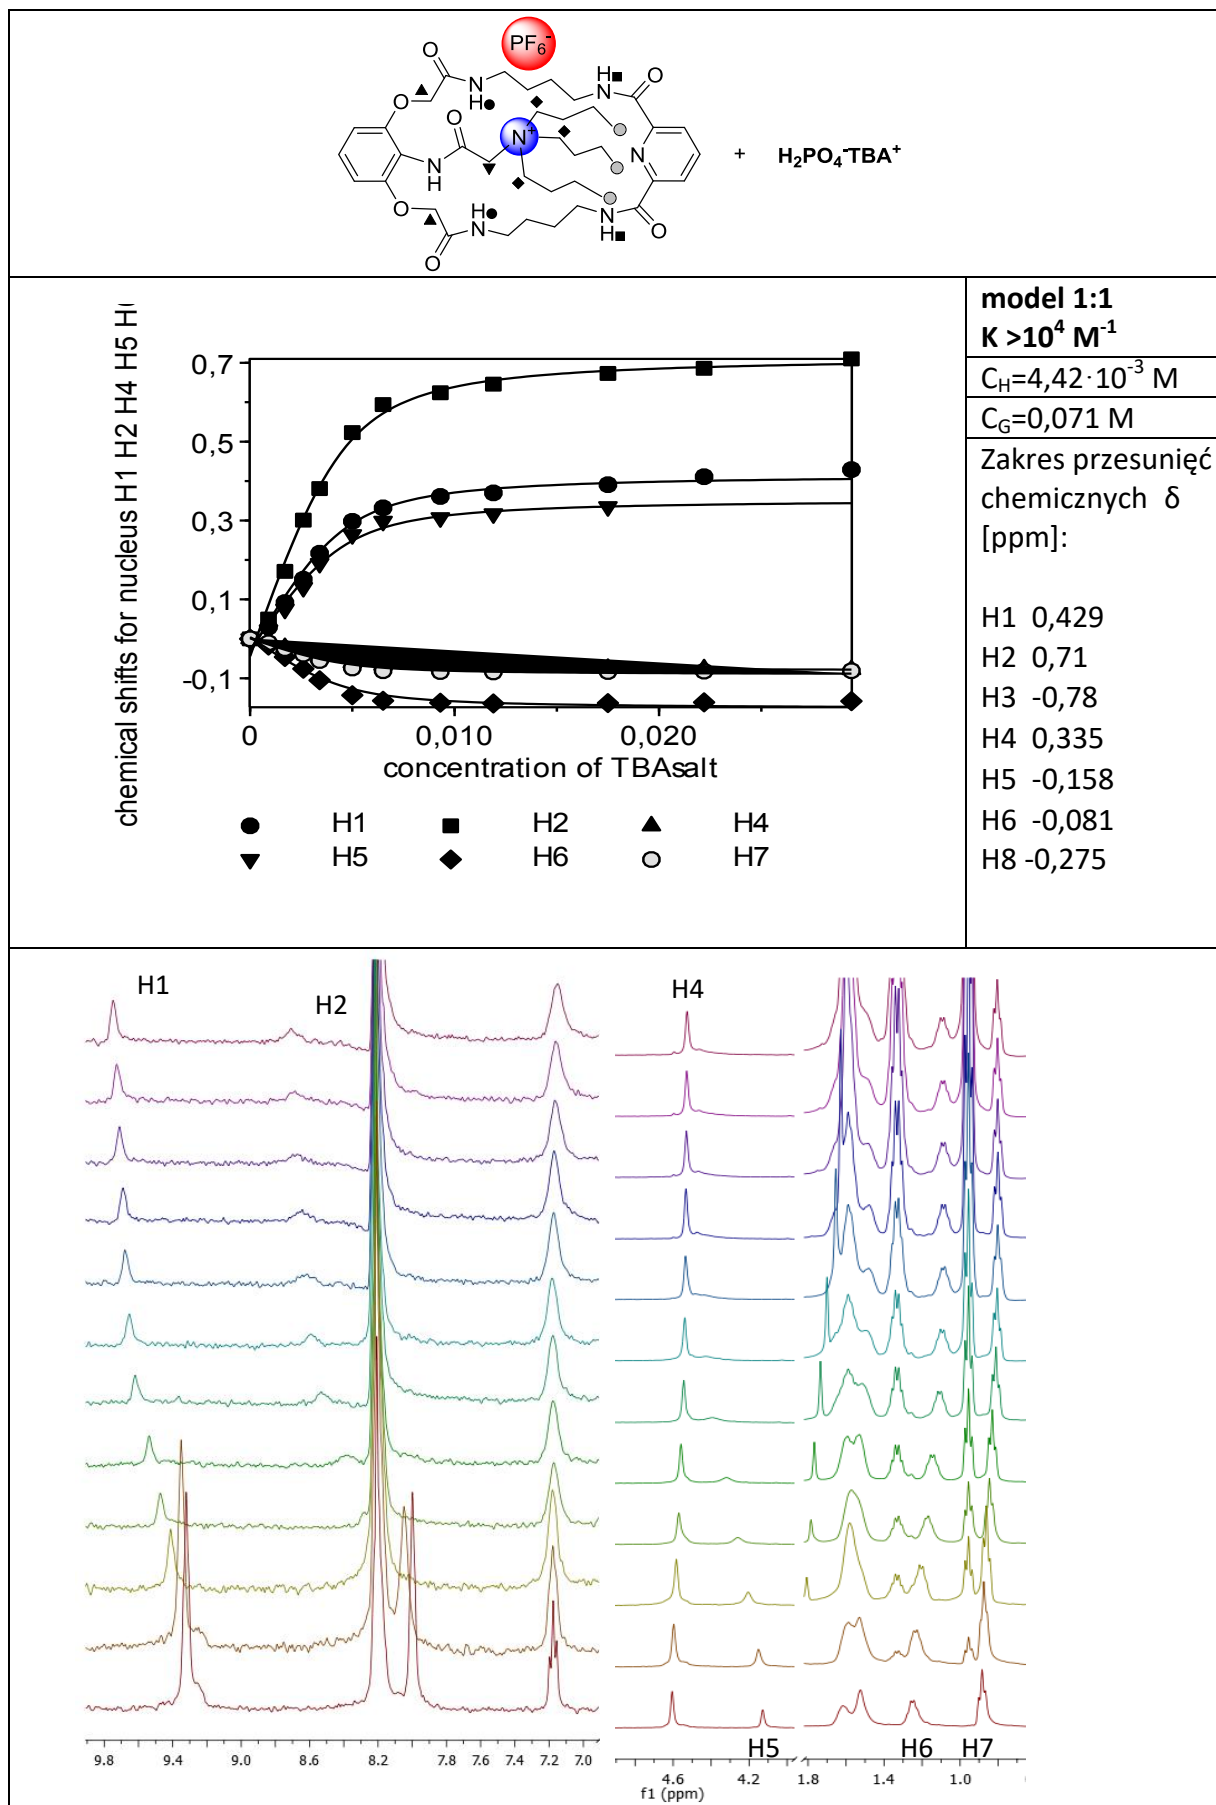 PF6-
O
O
N
H
H
N
O
O
O
N+
N
H
N
+ H2PO4-TBA+
O
H
N
N
H
O
O
chemical shifts for nucleus H1 H2 H4 H5 H
0,7
0,5
0,3
0,1
-0,1
0
0,010
0,020
concentration of TBAsalt
H1 H2 H4
H5 H6 H7
model 1:1
K >10⁴ M⁻¹
C_H=4,42·10⁻³ M
C_G=0,071 M
Zakres przesunięć
chemicznych δ
[ppm]:
H1 0,429
H2 0,71
H3 -0,78
H4 0,335
H5 -0,158
H6 -0,081
H8 -0,275
H1
H2
H4
H5
H6
H7
9.8 9.4 9.0 8.6 8.2 7.8 7.6 7.4 7.2 7.0
4.6 4.2 1.8 1.4 1.0
f1 (ppm)